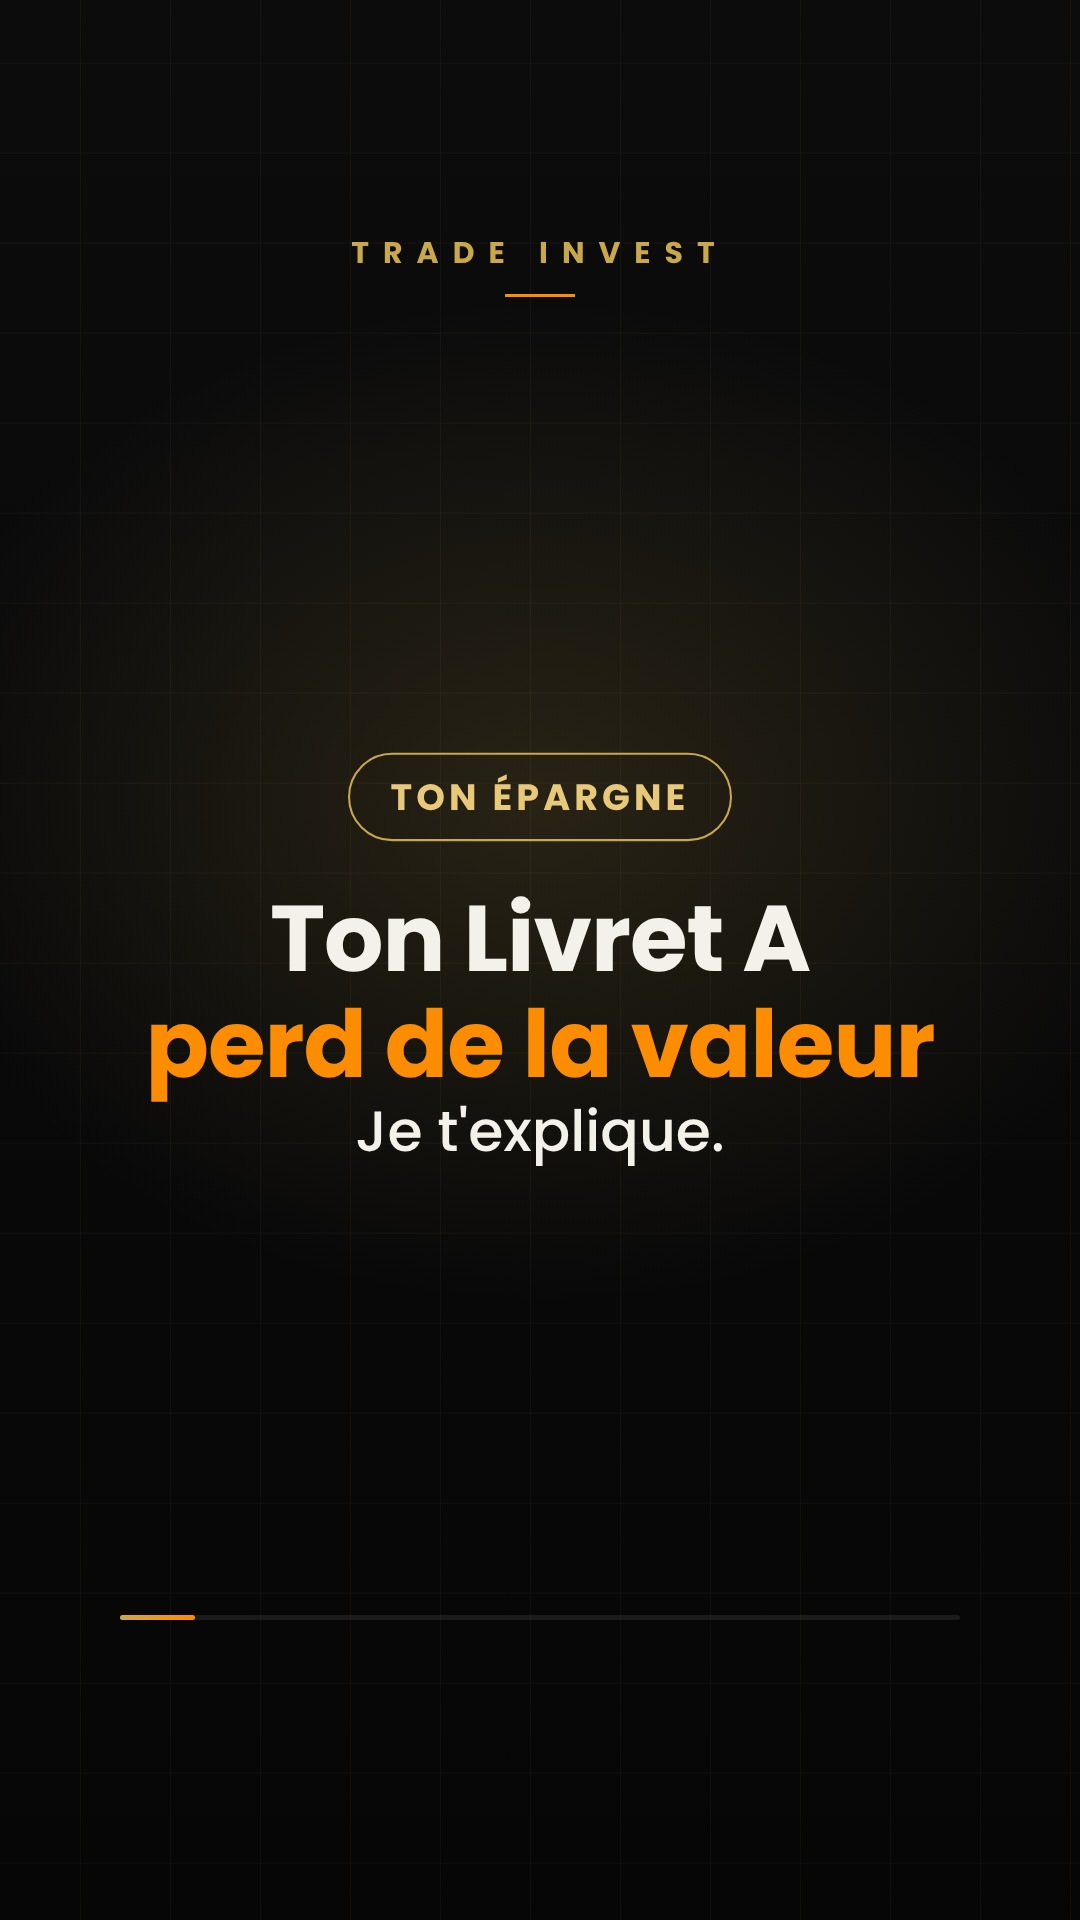 TRADE INVEST
TON ÉPARGNE
Ton Livret A
perd de la valeur
Je t'explique.